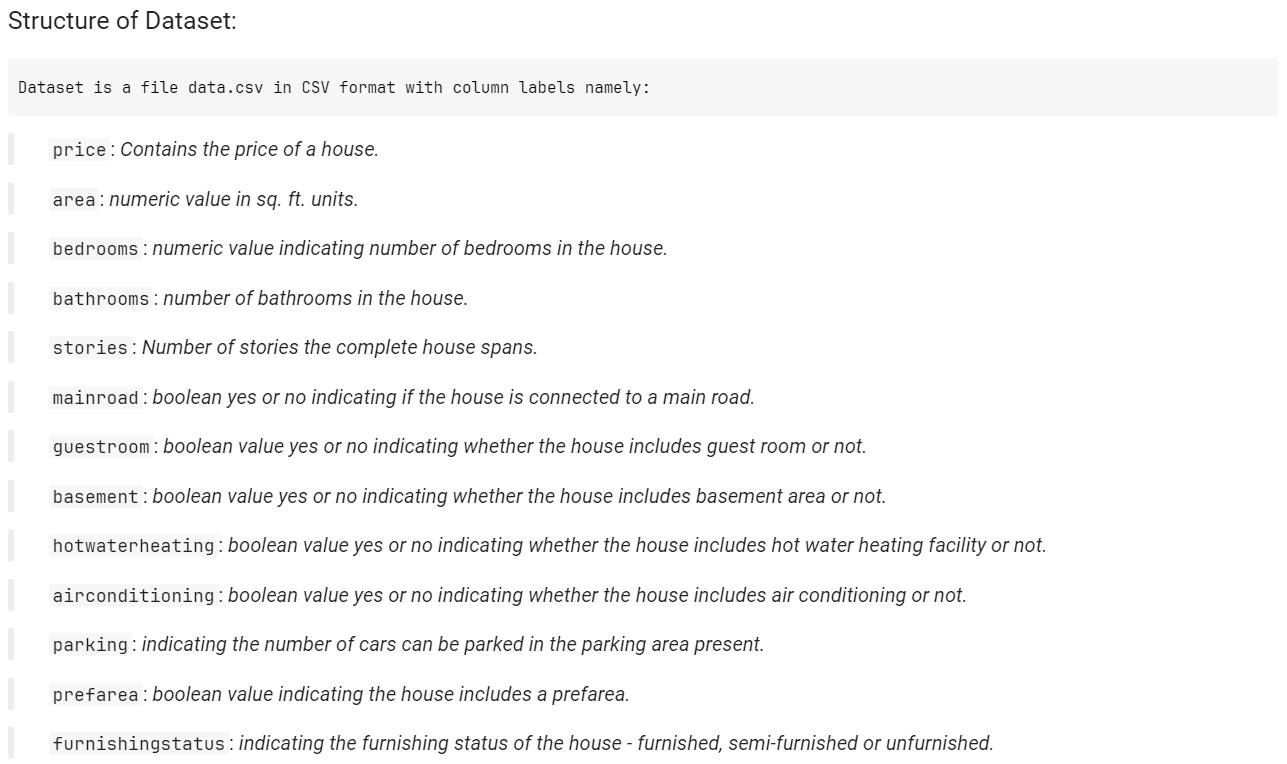 Structure of Dataset:
Dataset is a file data.csv in CSV format with column labels namely:
price: Contains the price of a house.
area: numeric value in sq. ft. units.
bedrooms: numeric value indicating number of bedrooms in the house.
bathrooms: number of bathrooms in the house.
stories: Number of stories the complete house spans.
mainroad: boolean yes or no indicating if the house is connected to a main road.
guestroom: boolean value yes or no indicating whether the house includes guest room or not.
basement: boolean value yes or no indicating whether the house includes basement area or not.
hotwaterheating: boolean value yes or no indicating whether the house includes hot water heating facility or not.
airconditioning: boolean value yes or no indicating whether the house includes air conditioning or not.
parking: indicating the number of cars can be parked in the parking area present.
prefarea: boolean value indicating the house includes a prefarea.
furnishingstatus: indicating the furnishing status of the house - furnished, semi-furnished or unfurnished.